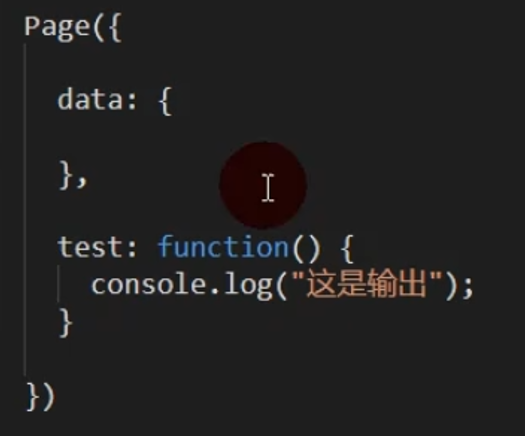 Page({
data: {
},
test: function() {
console.log("这是输出");
}
})